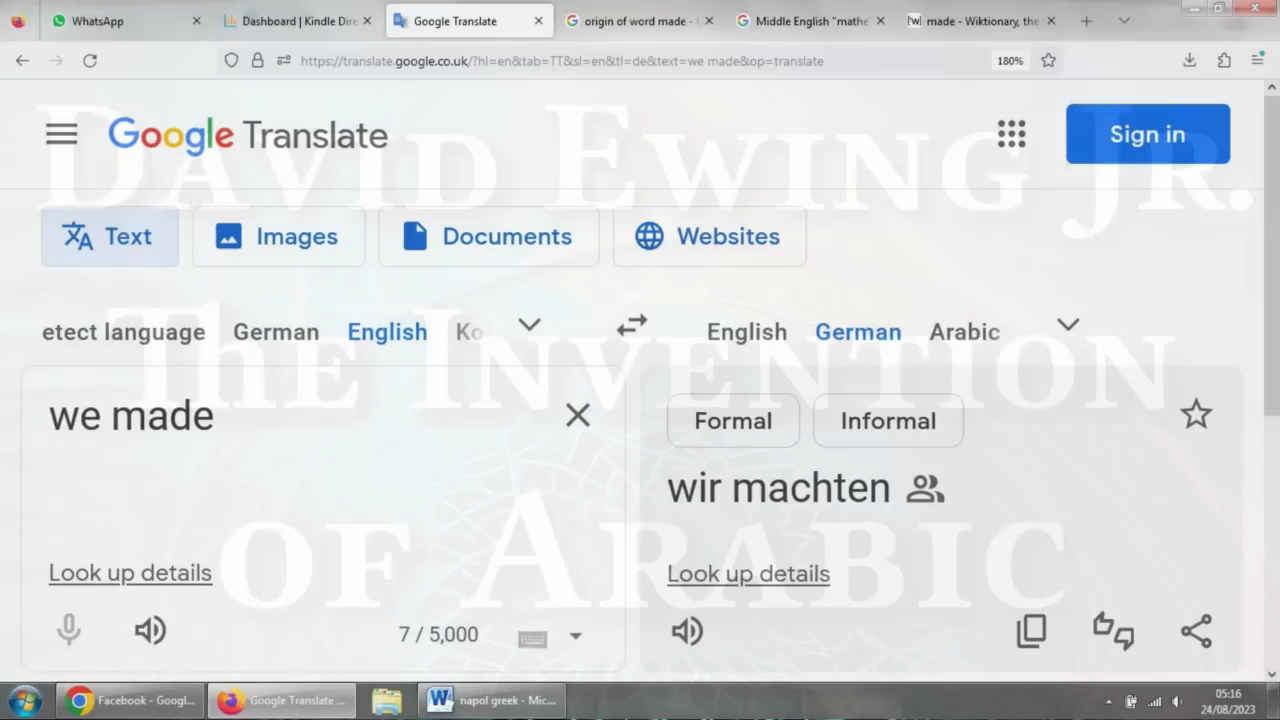 WhatsApp
Dashboard | Kindle Dire
Google Translate
origin of word made -
Middle English "mathe
made - Wiktionary, the
https://translate.google.co.uk/?hl=en&tab=TT&sl=en&tl=de&text=we made&op=translate
180%
Google Translate
Sign in
DAVID EWING JR.
Text
Images
Documents
Websites
etect language
German
English
Ko
English
German
Arabic
THE INVENTION
we made
Formal
Informal
wir machten
OF ARABIC
Look up details
Look up details
7 / 5,000
Facebook - Googl...
Google Translate ...
napol greek - Mic...
05:16
24/08/2023